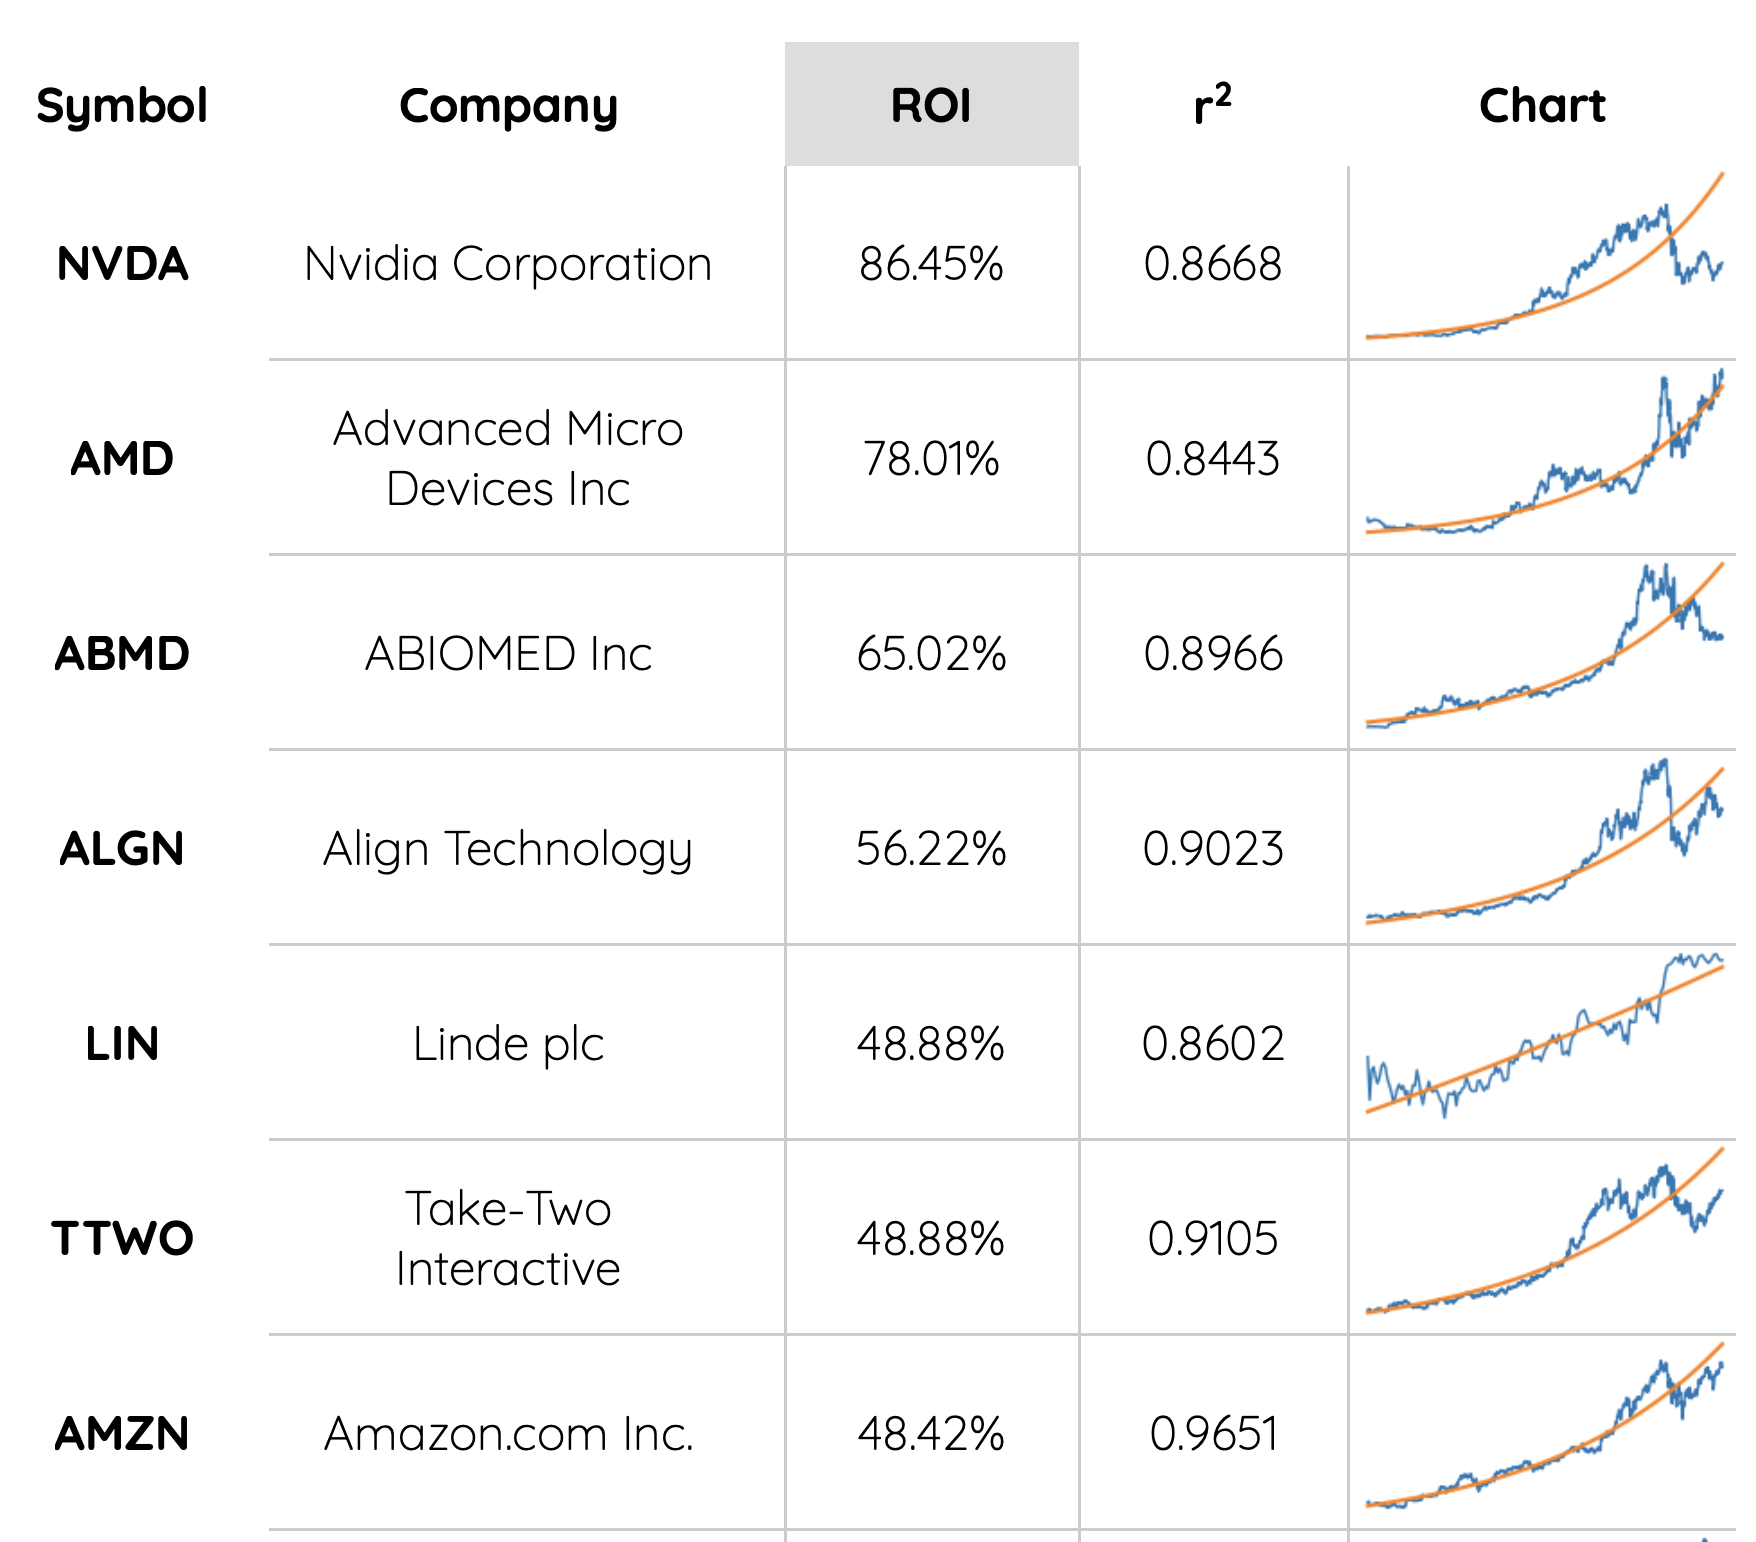 Symbol Company ROI r² Chart
NVDA Nvidia Corporation 86.45% 0.8668
AMD Advanced Micro
Devices Inc 78.01% 0.8443
ABMD ABIOMED Inc 65.02% 0.8966
ALGN Align Technology 56.22% 0.9023
LIN Linde plc 48.88% 0.8602
TTWO Take-Two
Interactive 48.88% 0.9105
AMZN Amazon.com Inc. 48.42% 0.9651